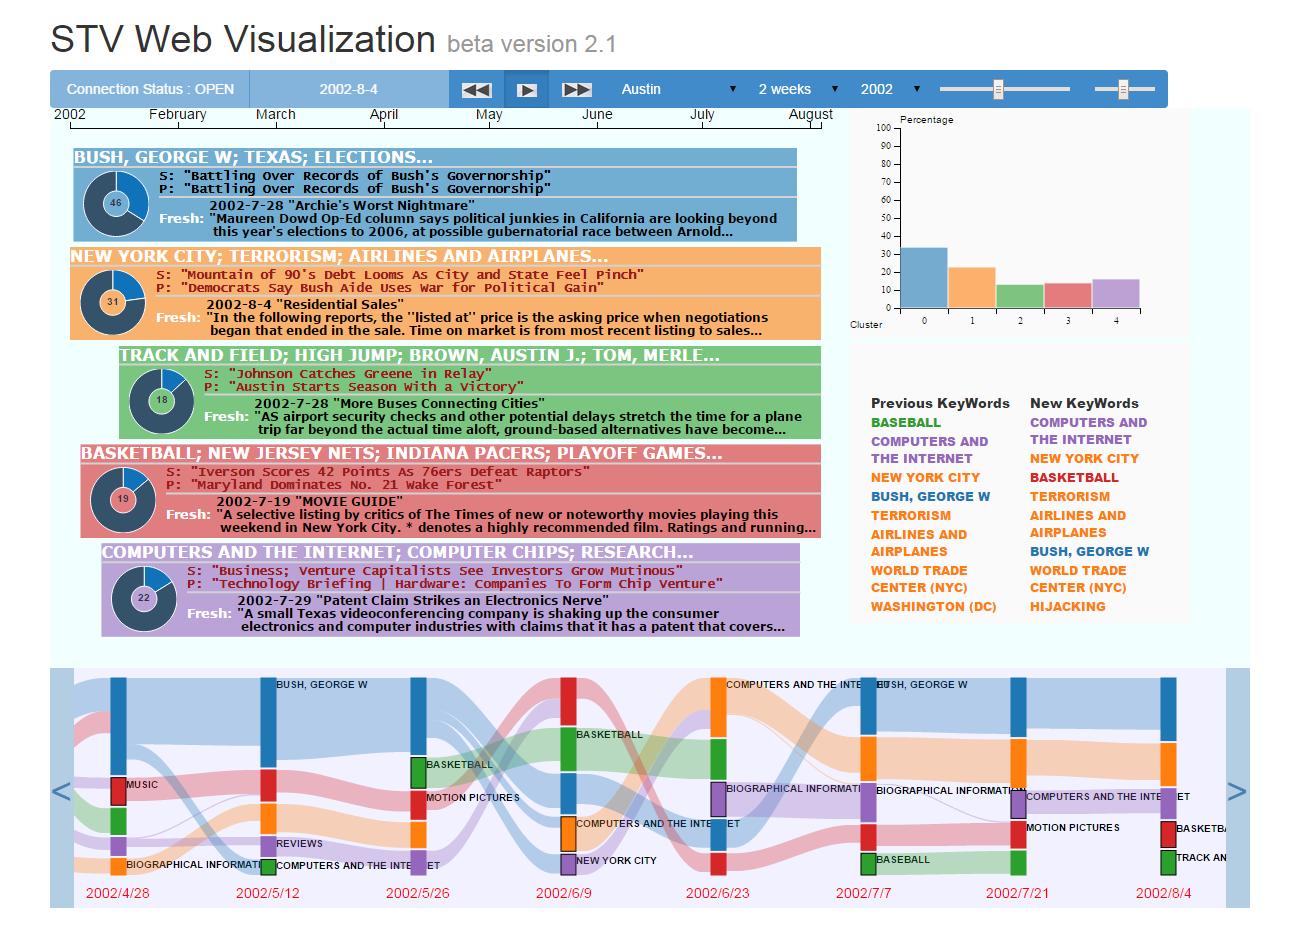 STV Web Visualization beta version 2.1
Connection Status : OPEN 2002-8-4 Austin 2 weeks 2002
2002 February March April May June July August
BUSH, GEORGE W; TEXAS; ELECTIONS...
S: "Battling Over Records of Bush's Governorship"
P: "Battling Over Records of Bush's Governorship"
46
2002-7-28 "Archie's Worst Nightmare"
Fresh: "Maureen Dowd Op-Ed column says political junkies in California are looking beyond
this year's elections to 2006, at possible gubernatorial race between Arnold...
NEW YORK CITY; TERRORISM; AIRLINES AND AIRPLANES...
S: "Mountain of 90's Debt Looms As City and State Feel Pinch"
P: "Democrats Say Bush Aide Uses War for Political Gain"
31
2002-8-4 "Residential Sales"
Fresh: "In the following reports, the "listed at" price is the asking price when negotiations
began that ended in the sale. Time on market is from most recent listing to sales...
TRACK AND FIELD; HIGH JUMP; BROWN, AUSTIN J.; TOM, MERLE...
S: "Johnson Catches Greene in Relay"
P: "Austin Starts Season With a Victory"
18
2002-7-28 "More Buses Connecting Cities"
Fresh: "AS airport security checks and other potential delays stretch the time for a plane
trip far beyond the actual time aloft, ground-based alternatives have become...
BASKETBALL; NEW JERSEY NETS; INDIANA PACERS; PLAYOFF GAMES...
S: "Iverson Scores 42 Points As 76ers Defeat Raptors"
P: "Maryland Dominates No. 21 Wake Forest"
19
2002-7-19 "MOVIE GUIDE"
Fresh: "A selective listing by critics of The Times of new or noteworthy movies playing this
weekend in New York City. * denotes a highly recommended film. Ratings and running...
COMPUTERS AND THE INTERNET; COMPUTER CHIPS; RESEARCH...
S: "Business; Venture Capitalists See Investors Grow Mutinous"
P: "Technology Briefing | Hardware: Companies To Form Chip Venture"
22
2002-7-29 "Patent Claim Strikes an Electronics Nerve"
Fresh: "A small Texas videoconferencing company is shaking up the consumer
electronics and computer industries with claims that it has a patent that covers...
Percentage
100
90
80
70
60
50
40
30
20
10
0
Cluster 0 1 2 3 4
Previous KeyWords
BASEBALL
COMPUTERS AND
THE INTERNET
NEW YORK CITY
BUSH, GEORGE W
TERRORISM
AIRLINES AND
AIRPLANES
WORLD TRADE
CENTER (NYC)
WASHINGTON (DC)
New KeyWords
COMPUTERS AND
THE INTERNET
NEW YORK CITY
BASKETBALL
TERRORISM
AIRLINES AND
AIRPLANES
BUSH, GEORGE W
WORLD TRADE
CENTER (NYC)
HIJACKING
<
MUSIC
BIOGRAPHICAL INFORMATI
BUSH, GEORGE W
REVIEWS
COMPUTERS AND THE INTERNET
BASKETBALL
MOTION PICTURES
BASKETBALL
COMPUTERS AND THE INTERNET
NEW YORK CITY
COMPUTERS AND THE INTERNET
BIOGRAPHICAL INFORMATI
BUSH, GEORGE W
BIOGRAPHICAL INFORMATION
BASEBALL
COMPUTERS AND THE INTERNET
MOTION PICTURES
BASKETBA
TRACK AN
>
2002/4/28 2002/5/12 2002/5/26 2002/6/9 2002/6/23 2002/7/7 2002/7/21 2002/8/4